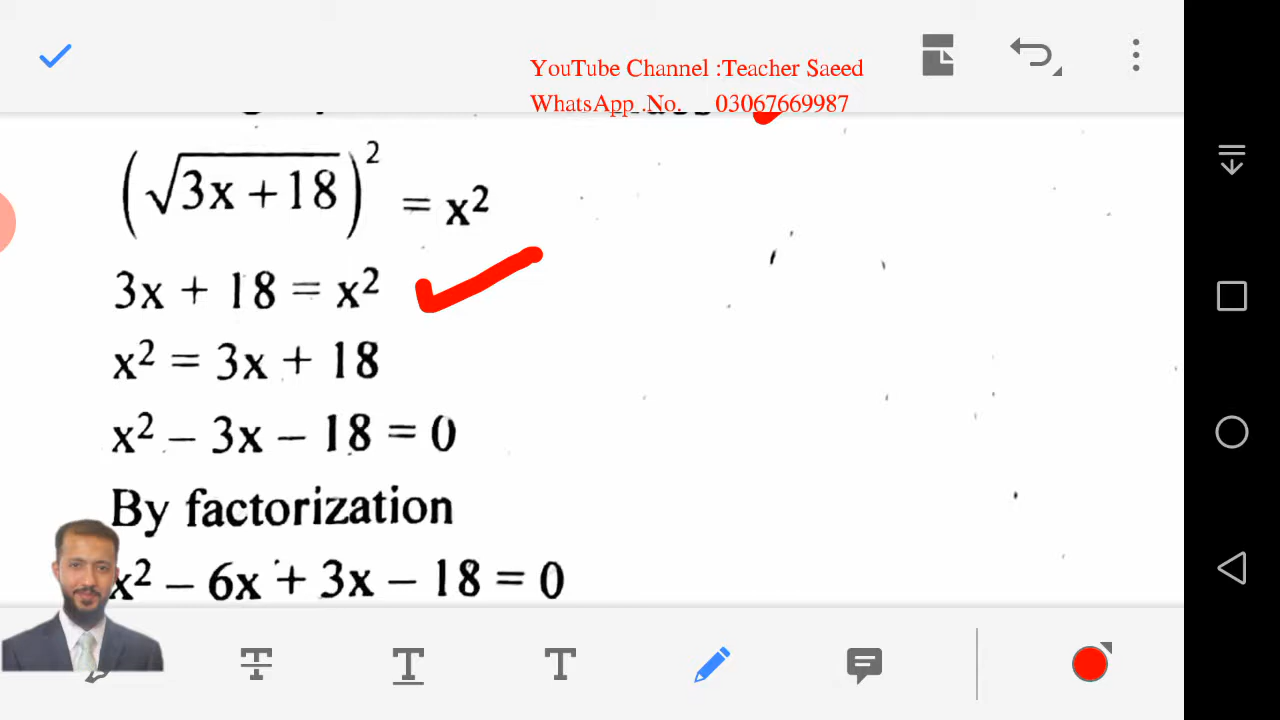 YouTube Channel :Teacher Saeed
WhatsApp .No. 03067669987
(√3x + 18)² = x²
3x + 18 = x²
x² = 3x + 18
x² – 3x – 18 = 0
By factorization
x² – 6x + 3x – 18 = 0